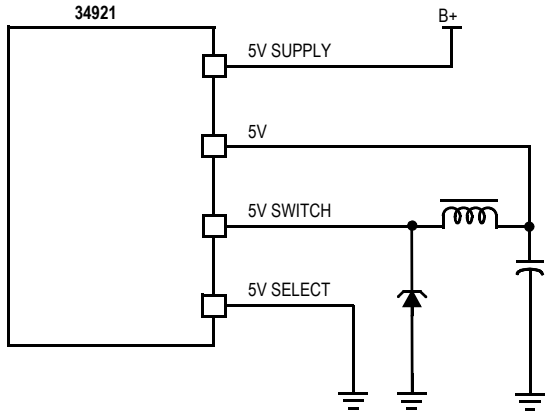 34921
B+
5V SUPPLY
5V
5V SWITCH
5V SELECT